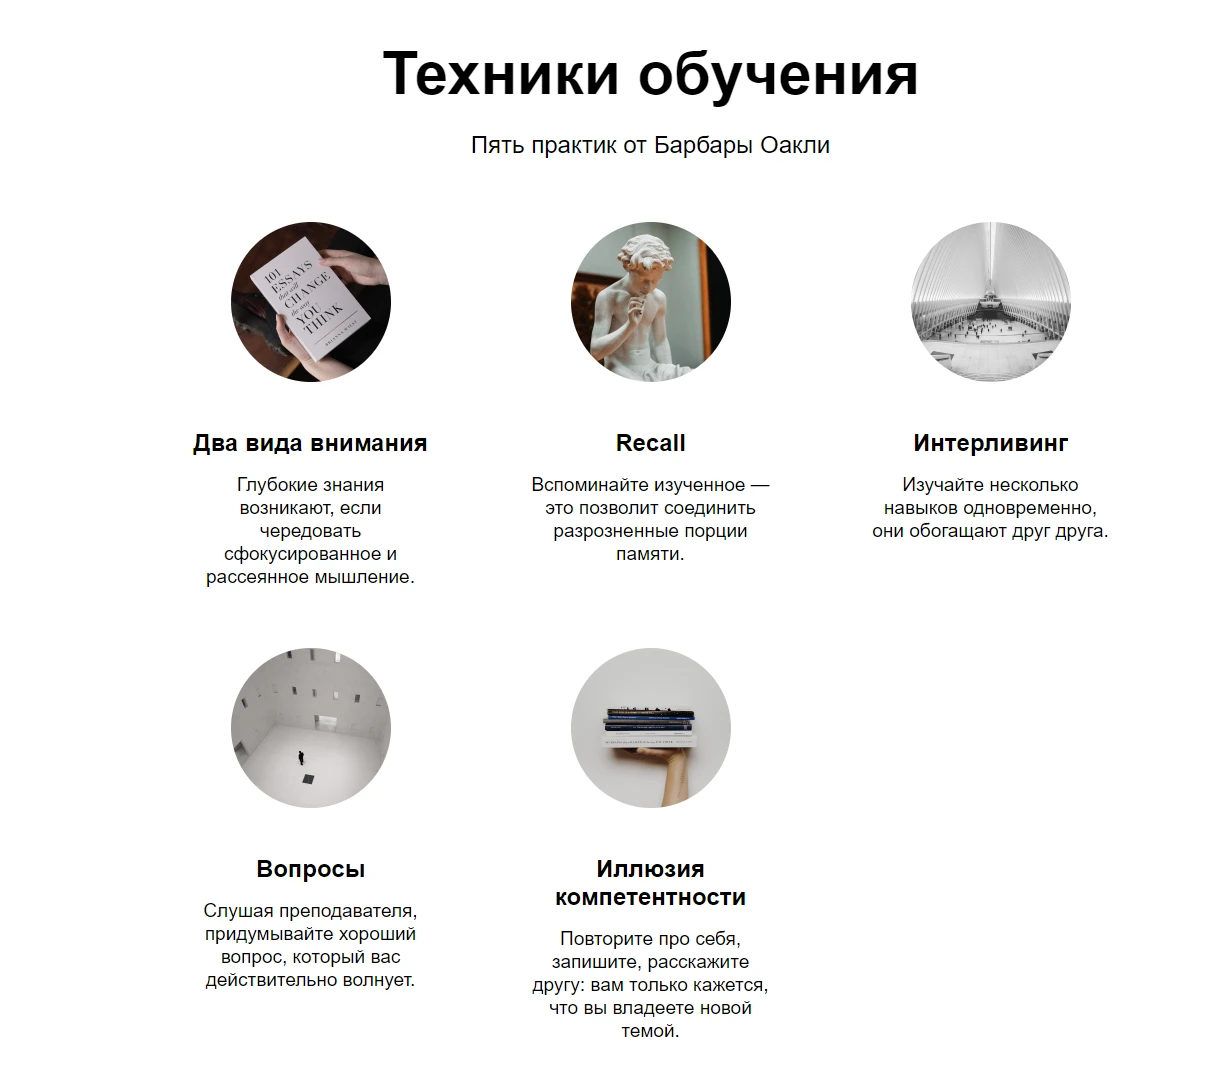 Техники обучения
Пять практик от Барбары Оакли
101
ESSAYS
that will
CHANGE
the way
YOU
THINK
BRIANNA WIEST
Два вида внимания
Глубокие знания
возникают, если
чередовать
сфокусированное и
рассеянное мышление.
Recall
Вспоминайте изученное —
это позволит соединить
разрозненные порции
памяти.
Интерливинг
Изучайте несколько
навыков одновременно,
они обогащают друг друга.
Вопросы
Слушая преподавателя,
придумывайте хороший
вопрос, который вас
действительно волнует.
Иллюзия
компетентности
Повторите про себя,
запишите, расскажите
другу: вам только кажется,
что вы владеете новой
темой.